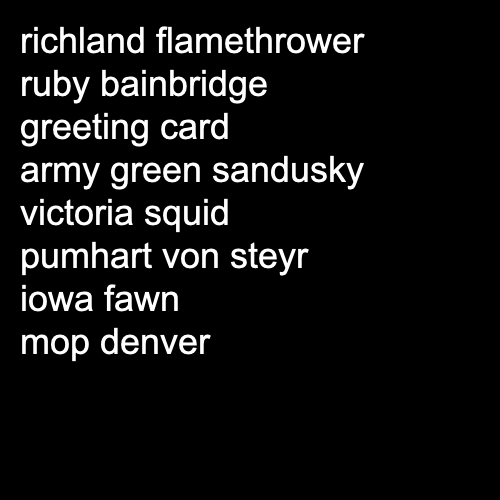 richland flamethrower
ruby bainbridge
greeting card
army green sandusky
victoria squid
pumhart von steyr
iowa fawn
mop denver